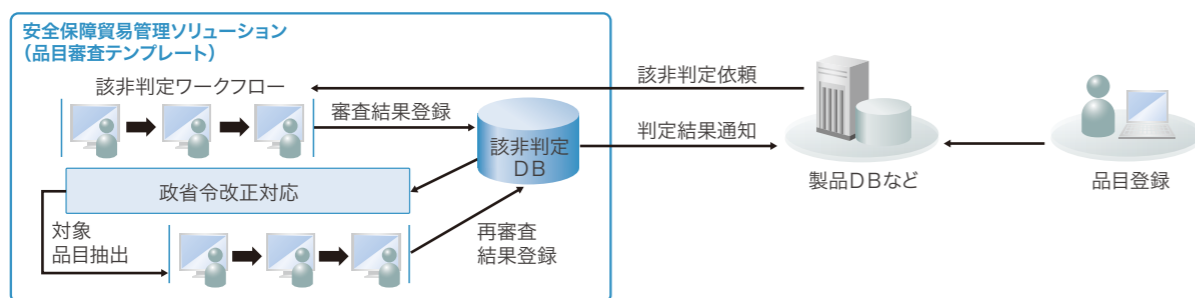 安全保障貿易管理ソリューション
（品目審査テンプレート）
該非判定ワークフロー
審査結果登録
該非判定
DB
政省令改正対応
対象
品目抽出
再審査
結果登録
該非判定依頼
判定結果通知
製品DBなど
品目登録